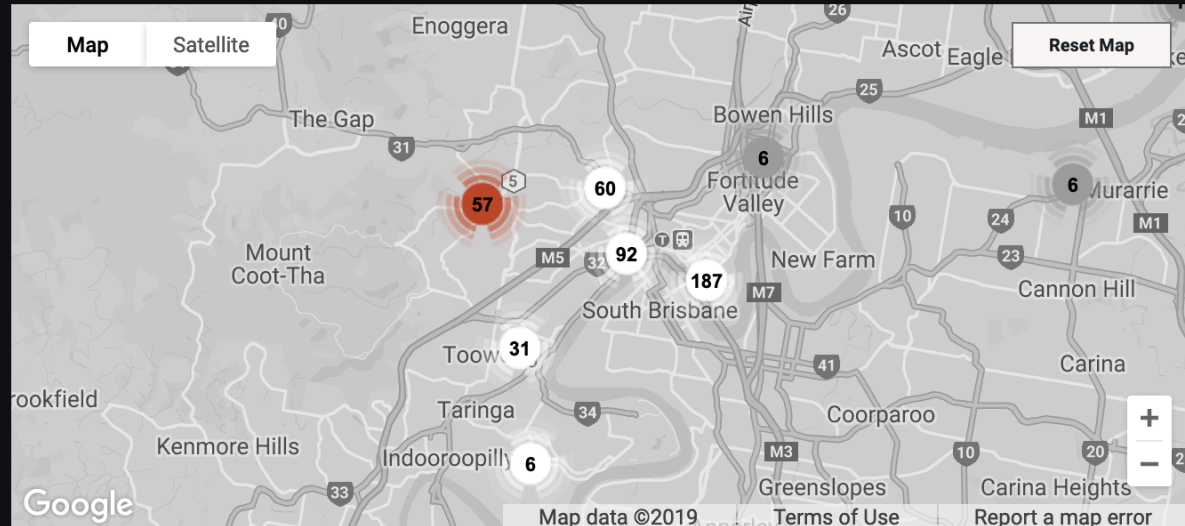 Map
Satellite
40
Enoggera
26
Reset Map
Ascot
Eagle
25
The Gap
31
Bowen Hills
M1
6
Fortitude
Valley
5
57
60
6
Murarrie
10
24
M1
Mount
Coot-Tha
M5
32
92
T
187
New Farm
23
M7
Cannon Hill
South Brisbane
31
41
Carina
Taringa
34
Coorparoo
Kenmore Hills
Indooroopilly
6
M3
10
20
33
Greenslopes
Carina Heights
Google
Map data ©2019
Terms of Use
Report a map error
+
−